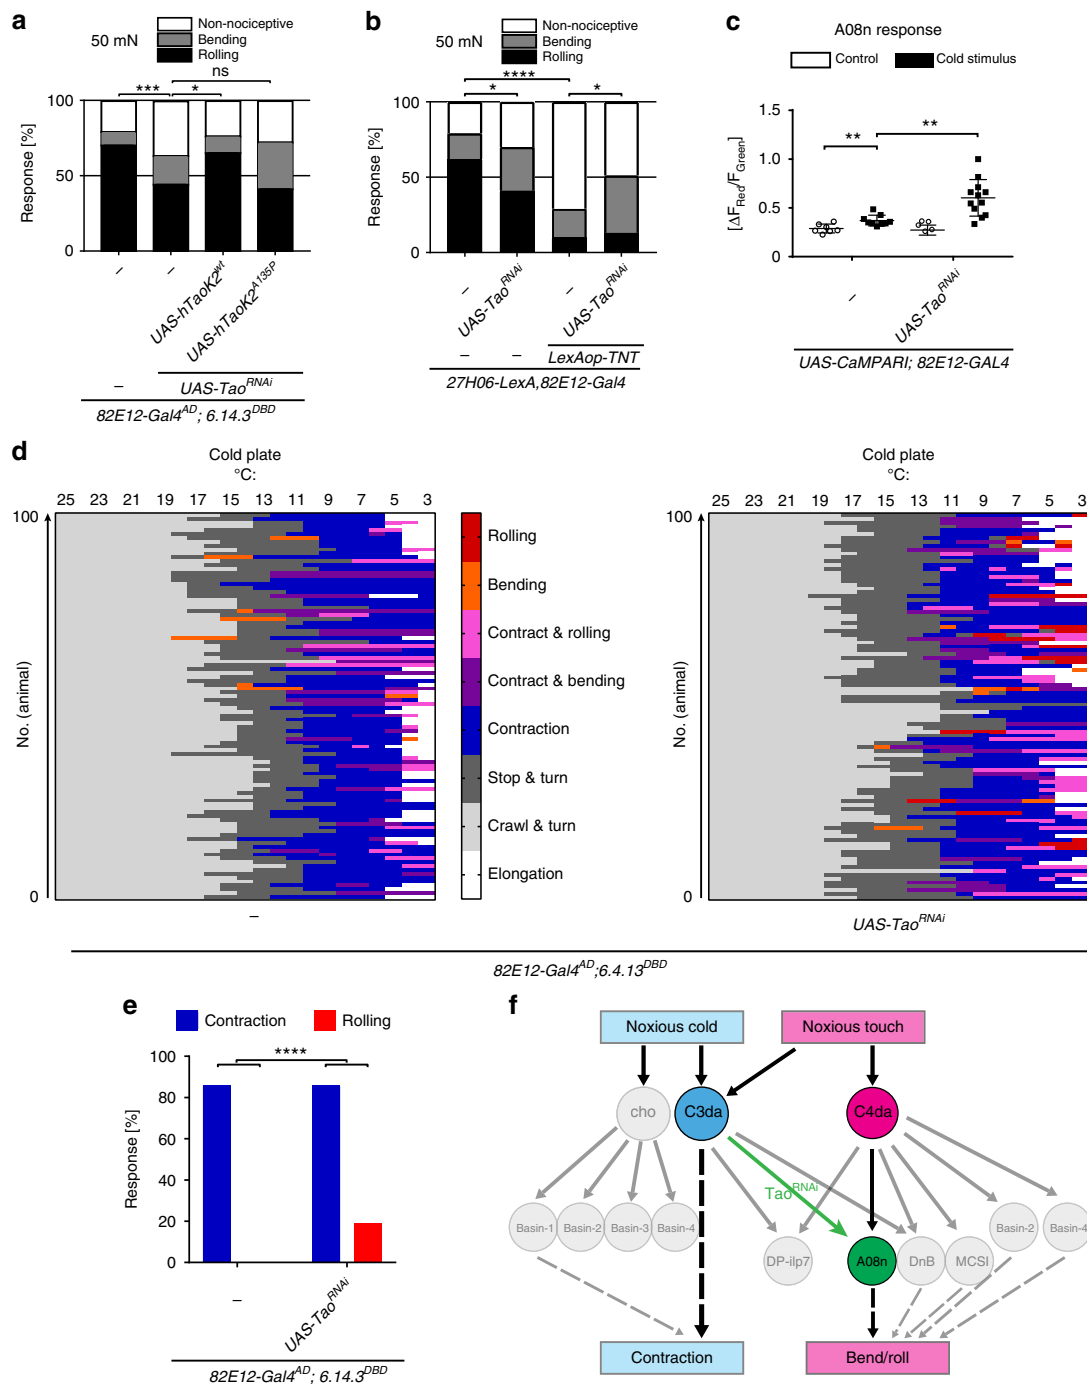 a
50 mN
Non-nociceptive
Bending
Rolling
ns
*** *
Response [%]
100
50
0
–
–
UAS-hTaoK2wt
UAS-hTaoK2A135P
–
UAS-TaoRNAi
82E12-Gal4AD; 6.14.3DBD
b
50 mN
Non-nociceptive
Bending
Rolling
****
* *
Response [%]
100
50
0
–
UAS-TaoRNAi
–
UAS-TaoRNAi
–
–
LexAop-TNT
27H06-LexA,82E12-Gal4
c
A08n response
Control
Cold stimulus
** **
[ΔFRed/FGreen]
1.5
1.0
0.5
0
–
UAS-TaoRNAi
UAS-CaMPARI; 82E12-GAL4
d
Cold plate
°C:
25 23 21 19 17 15 13 11 9 7 5 3
100
No. (animal)
0
–
Rolling
Bending
Contract & rolling
Contract & bending
Contraction
Stop & turn
Crawl & turn
Elongation
Cold plate
°C:
25 23 21 19 17 15 13 11 9 7 5 3
100
No. (animal)
0
UAS-TaoRNAi
82E12-Gal4AD;6.4.13DBD
e
Contraction
Rolling
****
Response [%]
100
80
60
40
20
0
–
UAS-TaoRNAi
82E12-Gal4AD; 6.14.3DBD
f
Noxious cold
Noxious touch
cho
C3da
C4da
TaoRNAi
Basin-1
Basin-2
Basin-3
Basin-4
DP-ilp7
A08n
DnB
MCSI
Basin-2
Basin-4
Contraction
Bend/roll